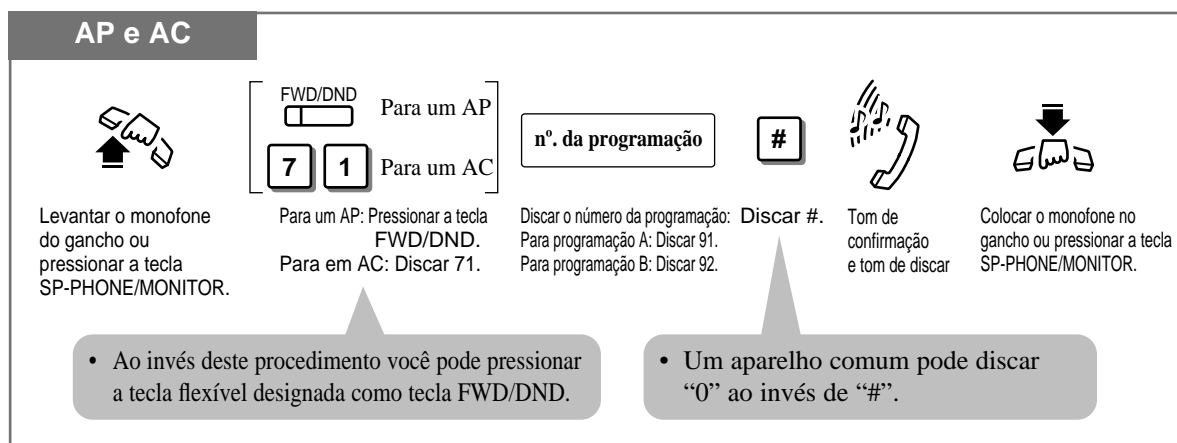 AP e AC
FWD/DND
Para um AP
7 1 Para um AC
nº. da programação
#
Levantar o monofone
do gancho ou
pressionar a tecla
SP-PHONE/MONITOR.
Para um AP: Pressionar a tecla
FWD/DND.
Para em AC: Discar 71.
Discar o número da programação:
Para programação A: Discar 91.
Para programação B: Discar 92.
Discar #.
Tom de
confirmação
e tom de discar
Colocar o monofone no
gancho ou pressionar a tecla
SP-PHONE/MONITOR.
• Ao invés deste procedimento você pode pressionar
a tecla flexível designada como tecla FWD/DND.
• Um aparelho comum pode discar
“0” ao invés de “#”.